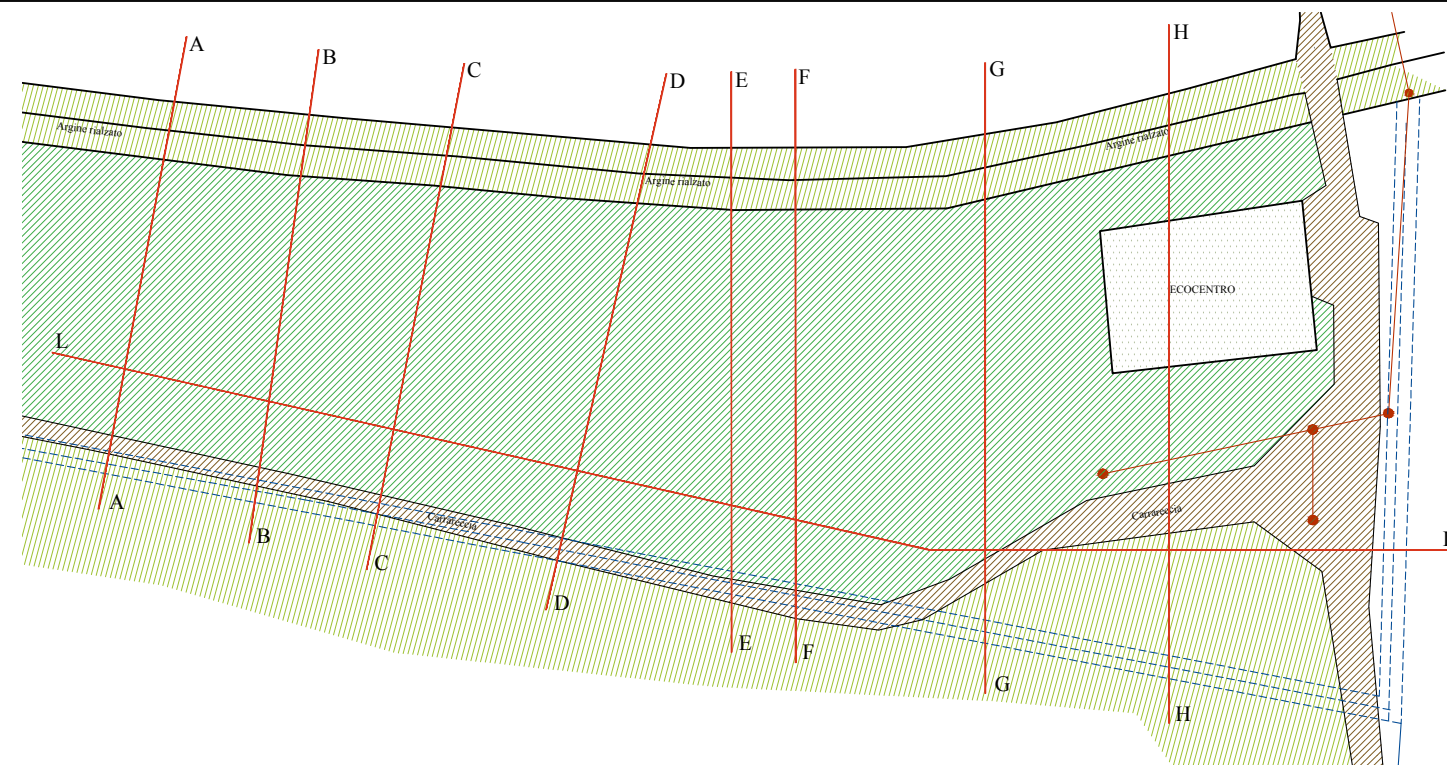 A
B
C
D
E
F
G
H
Argine rialzato
Argine rialzato
Argine rialzato
ECOCENTRO
L
Carrareccia
Carrareccia
A
B
C
D
E
F
G
H